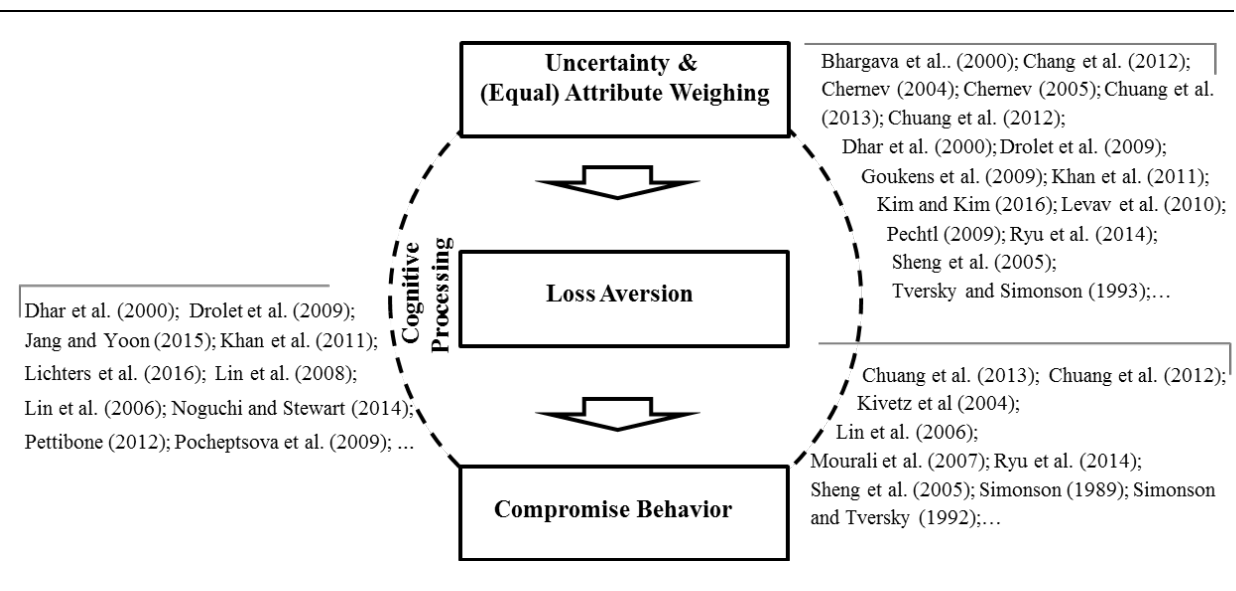 Uncertainty &
(Equal) Attribute Weighing
Bhargava et al.. (2000); Chang et al. (2012);
Chernev (2004); Chernev (2005); Chuang et al.
(2013); Chuang et al. (2012);
Dhar et al. (2000); Drolet et al. (2009);
Goukens et al. (2009); Khan et al. (2011);
Kim and Kim (2016); Levav et al. (2010);
Pechtl (2009); Ryu et al. (2014);
Sheng et al. (2005);
Tversky and Simonson (1993);…
Cognitive
Processing
Loss Aversion
Dhar et al. (2000); Drolet et al. (2009);
Jang and Yoon (2015); Khan et al. (2011);
Lichters et al. (2016); Lin et al. (2008);
Lin et al. (2006); Noguchi and Stewart (2014);
Pettibone (2012); Pocheptsova et al. (2009); …
Chuang et al. (2013); Chuang et al. (2012);
Kivetz et al (2004);
Lin et al. (2006);
Mourali et al. (2007); Ryu et al. (2014);
Sheng et al. (2005); Simonson (1989); Simonson
and Tversky (1992);…
Compromise Behavior